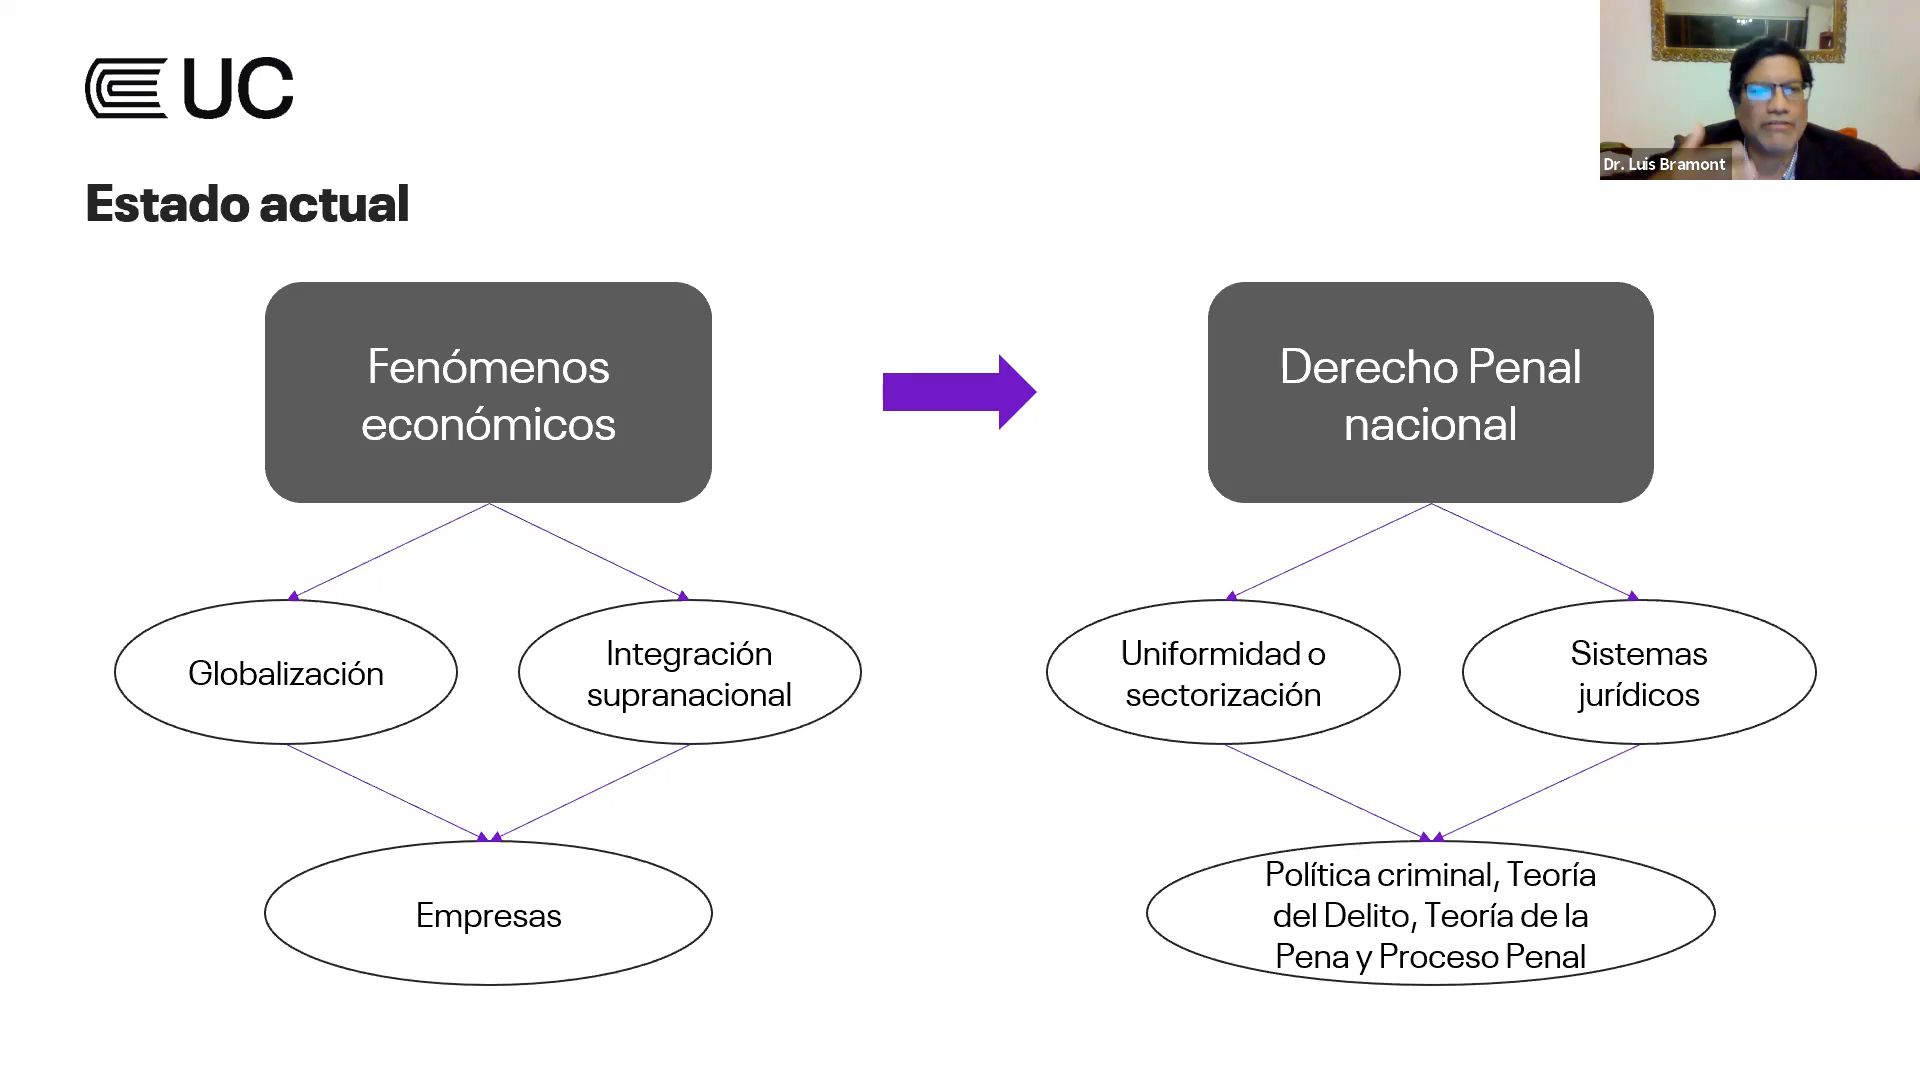 UC
Dr. Luis Bramont
Estado actual
Fenómenos
económicos
Derecho Penal
nacional
Globalización
Integración
supranacional
Uniformidad o
sectorización
Sistemas
jurídicos
Empresas
Política criminal, Teoría
del Delito, Teoría de la
Pena y Proceso Penal